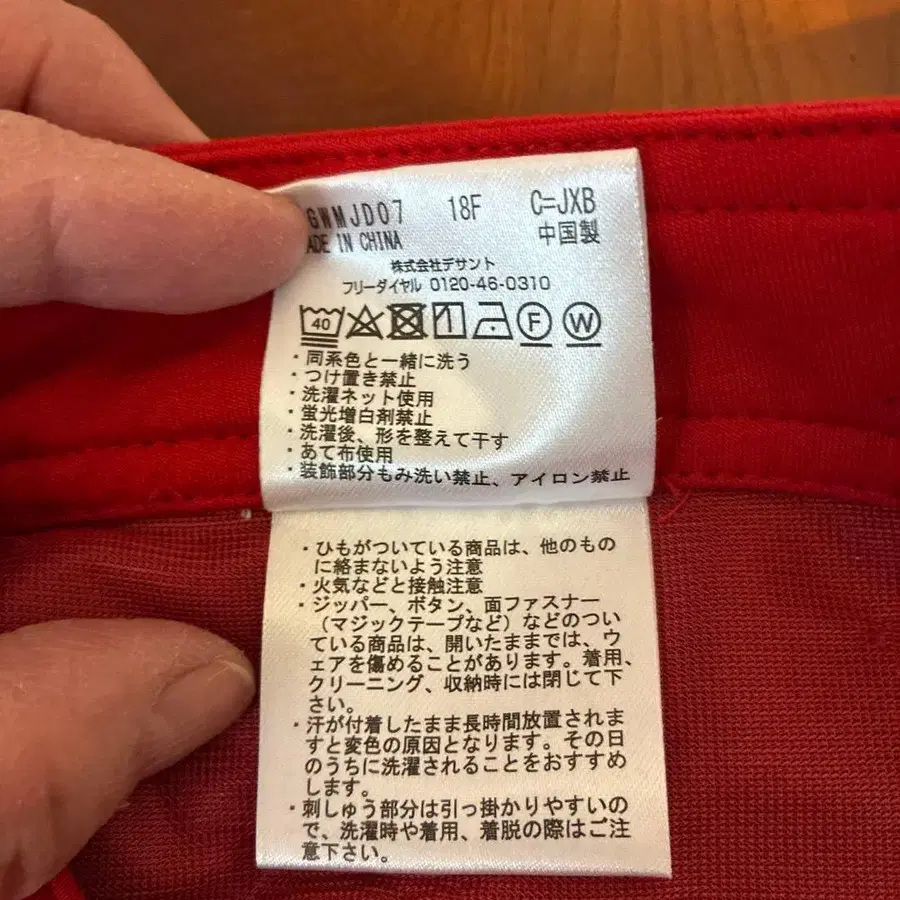 GWMJD07 18F C=JXB
ADE IN CHINA 中国製
株式会社デサント
フリーダイヤル 0120-46-0310
40 F W
・同系色と一緒に洗う
・つけ置き禁止
・洗濯ネット使用
・蛍光増白剤禁止
・洗濯後、形を整えて干す
・あて布使用
・装飾部分もみ洗い禁止、アイロン禁止
・ひもがついている商品は、他のもの
に絡まないよう注意
・火気などと接触注意
・ジッパー、ボタン、面ファスナー
（マジックテープなど）などのつい
ている商品は、開いたままでは、ウ
ェアを傷めることがあります。着用、
クリーニング、収納時には閉じて下
さい。
・汗が付着したまま長時間放置されま
すと変色の原因となります。その日
のうちに洗濯されることをおすすめ
します。
・刺しゅう部分は引っ掛かりやすいの
で、洗濯時や着用、着脱の際はご注
意下さい。